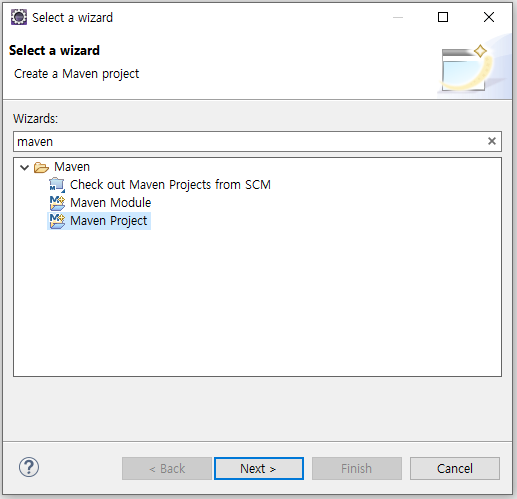 Select a wizard
Select a wizard
Create a Maven project
Wizards:
maven
Maven
Check out Maven Projects from SCM
Maven Module
Maven Project
< Back
Next >
Finish
Cancel